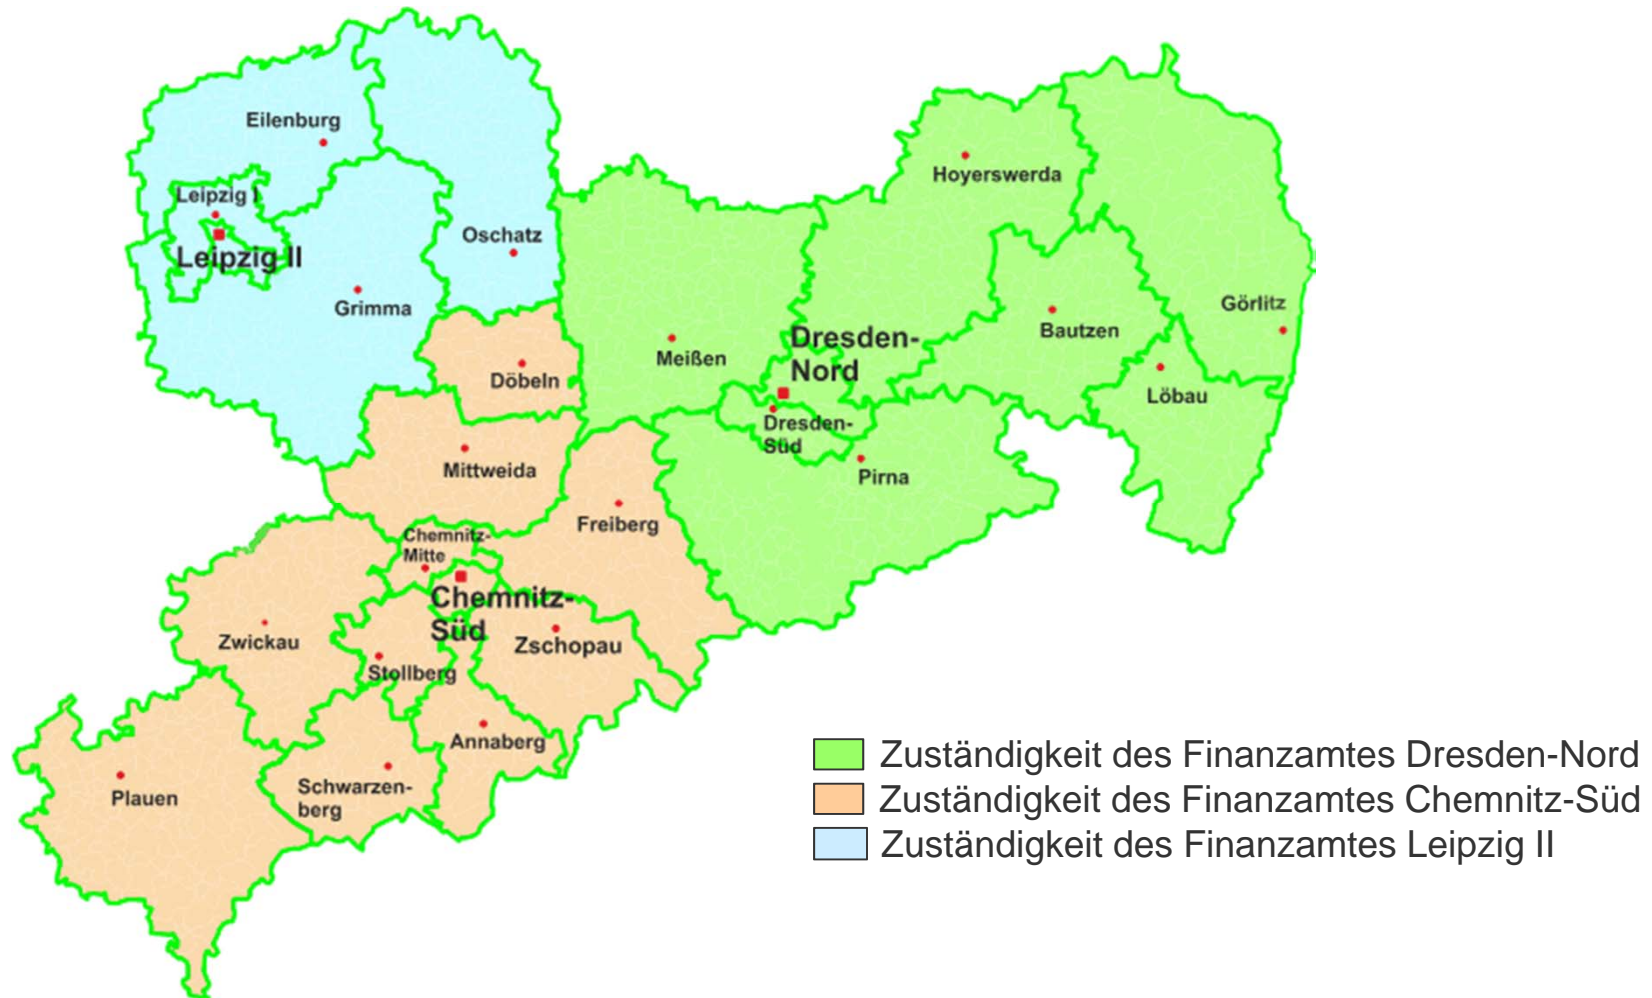 Eilenburg
Leipzig I
Leipzig II
Oschatz
Grimma
Döbeln
Hoyerswerda
Görlitz
Bautzen
Löbau
Meißen
Dresden-
Nord
Dresden-
Süd
Pirna
Mittweida
Freiberg
Chemnitz-
Mitte
Chemnitz-
Süd
Zwickau
Stollberg
Zschopau
Annaberg
Schwarzen-
berg
Plauen
Zuständigkeit des Finanzamtes Dresden-Nord
Zuständigkeit des Finanzamtes Chemnitz-Süd
Zuständigkeit des Finanzamtes Leipzig II